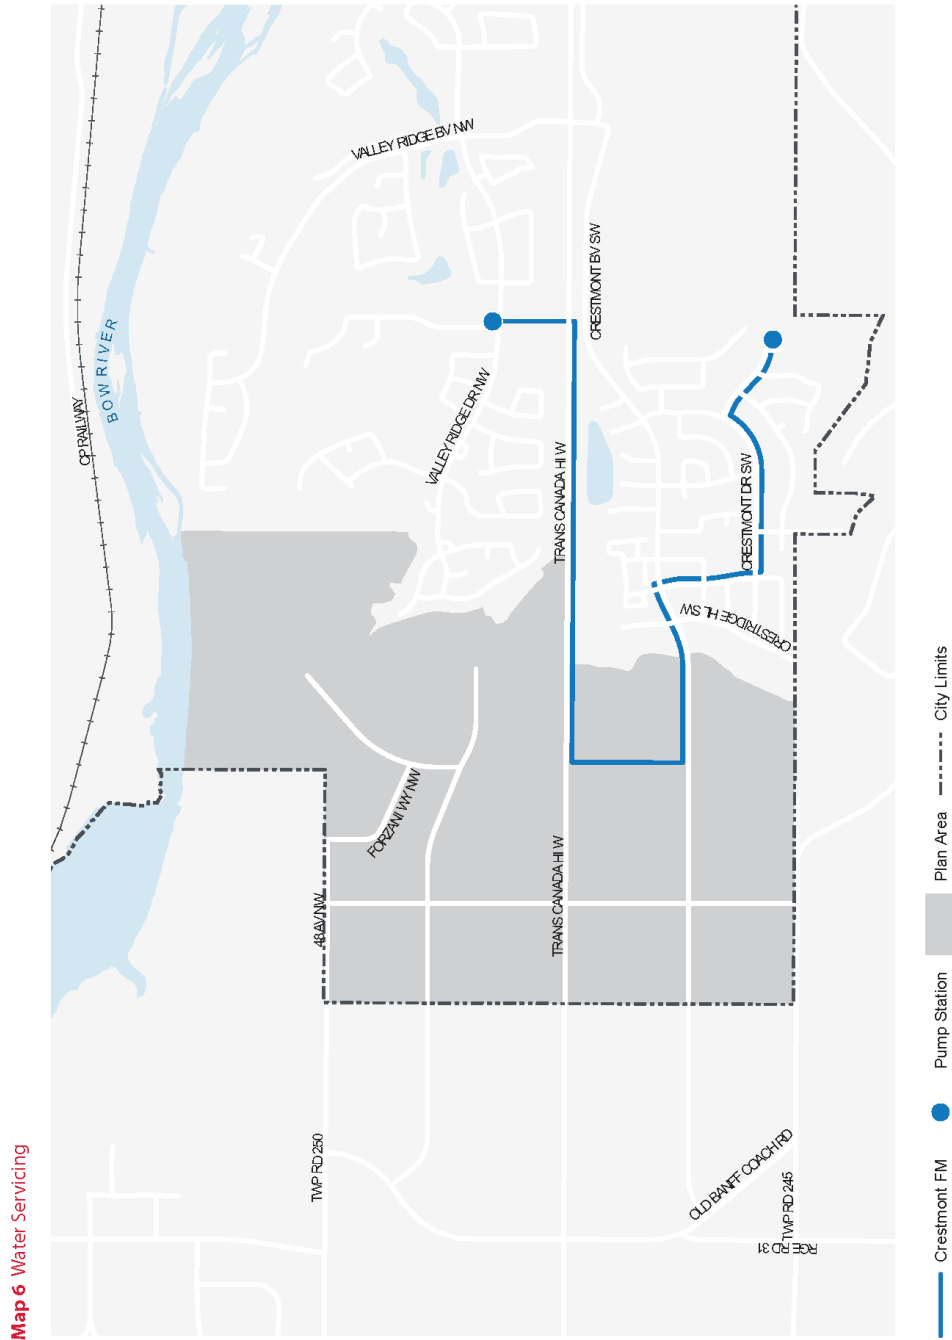 Map 6 Water Servicing
CP RAILWAY
BOW RIVER
VALLEY RIDGE BV NW
VALLEY RIDGE DR NW
CRESTMONT BV SW
TRANS CANADA HI W
CRESTMONT DR SW
CRESTRIDGE HL SW
FORZANI WY NW
48 AV NW
TRANS CANADA HI W
TWP RD 250
OLD BANFF COACH RD
TWP RD 245
RGE RD 31
Crestmont FM
Pump Station
Plan Area
City Limits